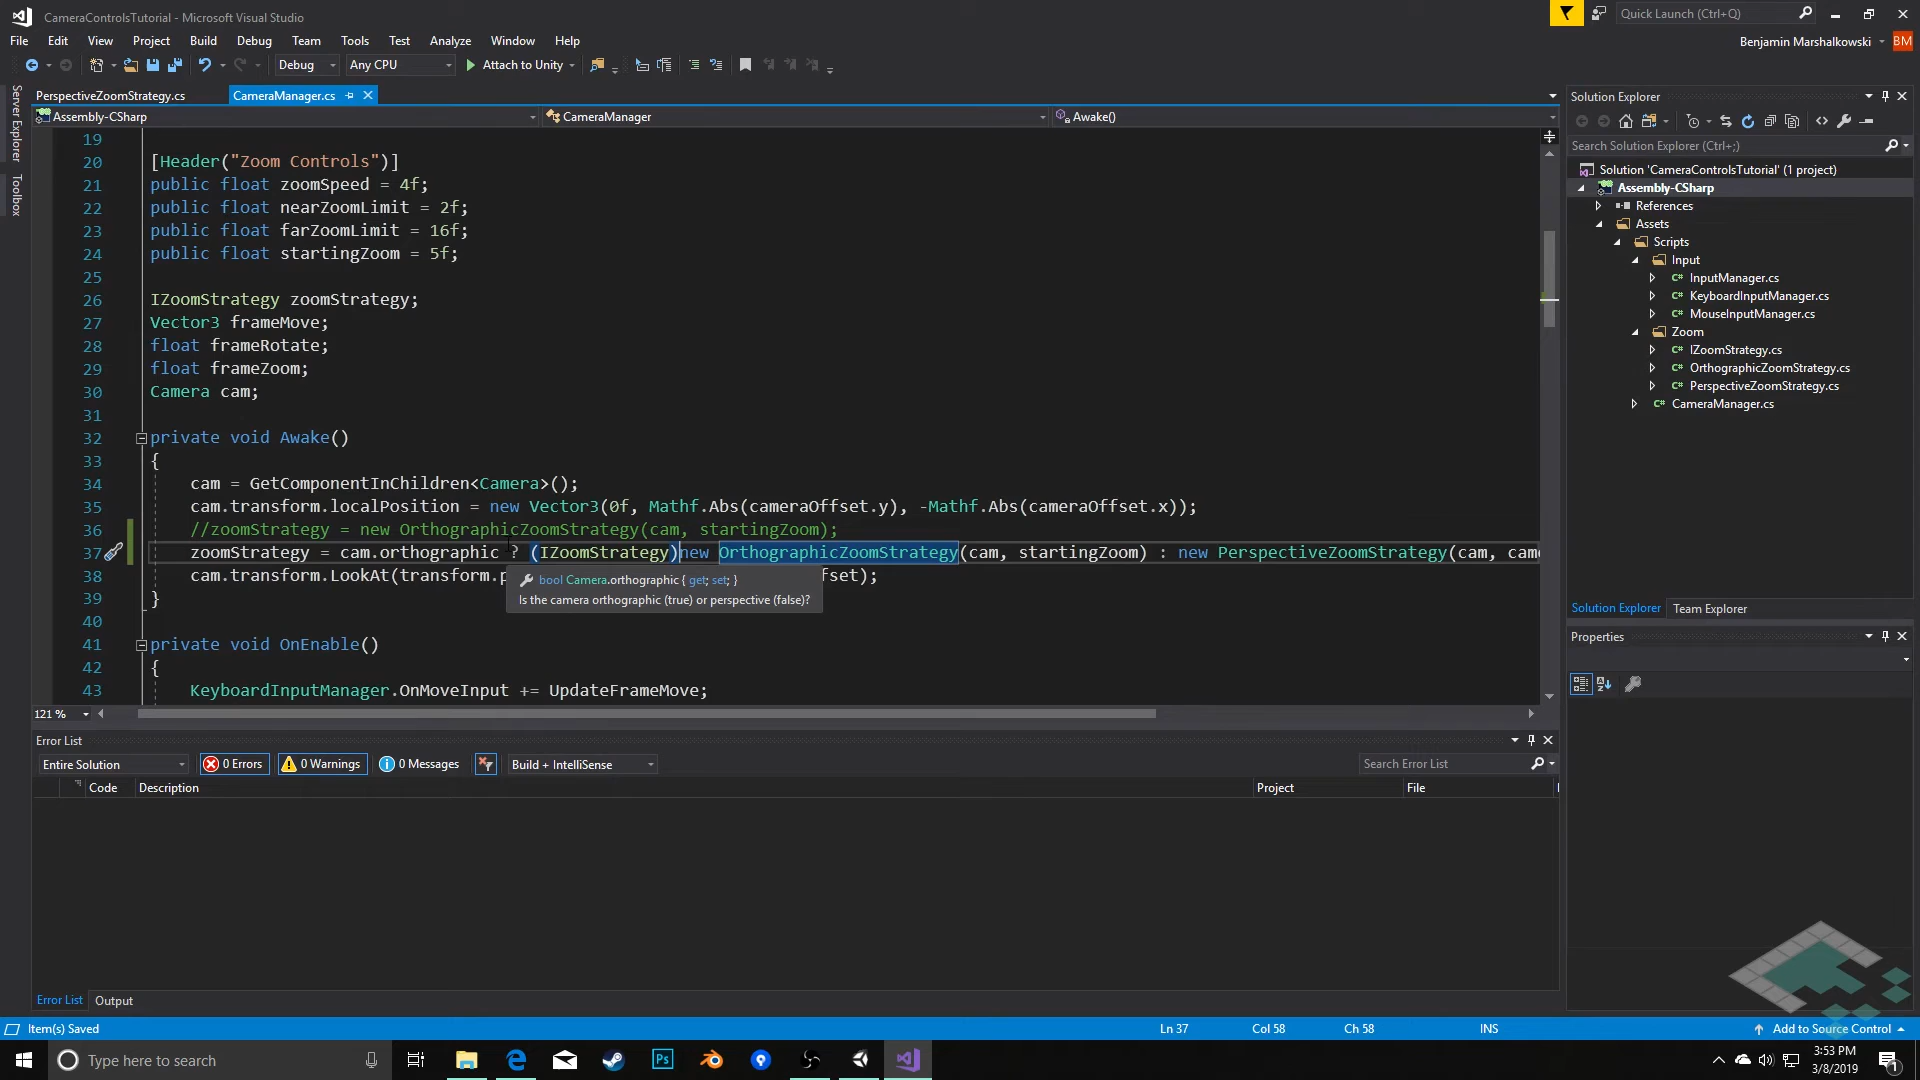 CameraControlsTutorial - Microsoft Visual Studio
Quick Launch (Ctrl+Q)
File Edit View Project Build Debug Team Tools Test Analyze Window Help
Benjamin Marshalkowski BM
Debug Any CPU Attach to Unity
Server Explorer
Toolbox
PerspectiveZoomStrategy.cs CameraManager.cs
Assembly-CSharp CameraManager Awake()
19
20 [Header("Zoom Controls")]
21 public float zoomSpeed = 4f;
22 public float nearZoomLimit = 2f;
23 public float farZoomLimit = 16f;
24 public float startingZoom = 5f;
25
26 IZoomStrategy zoomStrategy;
27 Vector3 frameMove;
28 float frameRotate;
29 float frameZoom;
30 Camera cam;
31
32 private void Awake()
33 {
34 cam = GetComponentInChildren<Camera>();
35 cam.transform.localPosition = new Vector3(0f, Mathf.Abs(cameraOffset.y), -Mathf.Abs(cameraOffset.x));
36 //zoomStrategy = new OrthographicZoomStrategy(cam, startingZoom);
37 zoomStrategy = cam.orthographic ? (IZoomStrategy)new OrthographicZoomStrategy(cam, startingZoom) : new PerspectiveZoomStrategy(cam, came
38 cam.transform.LookAt(transform.p fset);
bool Camera.orthographic { get; set; }
Is the camera orthographic (true) or perspective (false)?
39 }
40
41 private void OnEnable()
42 {
43 KeyboardInputManager.OnMoveInput += UpdateFrameMove;
121 %
Error List
Entire Solution 0 Errors 0 Warnings 0 Messages Build + IntelliSense Search Error List
Code Description Project File
Error List Output
Solution Explorer
Search Solution Explorer (Ctrl+;)
Solution 'CameraControlsTutorial' (1 project)
Assembly-CSharp
References
Assets
Scripts
Input
C# InputManager.cs
C# KeyboardInputManager.cs
C# MouseInputManager.cs
Zoom
C# IZoomStrategy.cs
C# OrthographicZoomStrategy.cs
C# PerspectiveZoomStrategy.cs
C# CameraManager.cs
Solution Explorer Team Explorer
Properties
Item(s) Saved Ln 37 Col 58 Ch 58 INS Add to Source Control
Type here to search
Ps
3:53 PM
3/8/2019
1